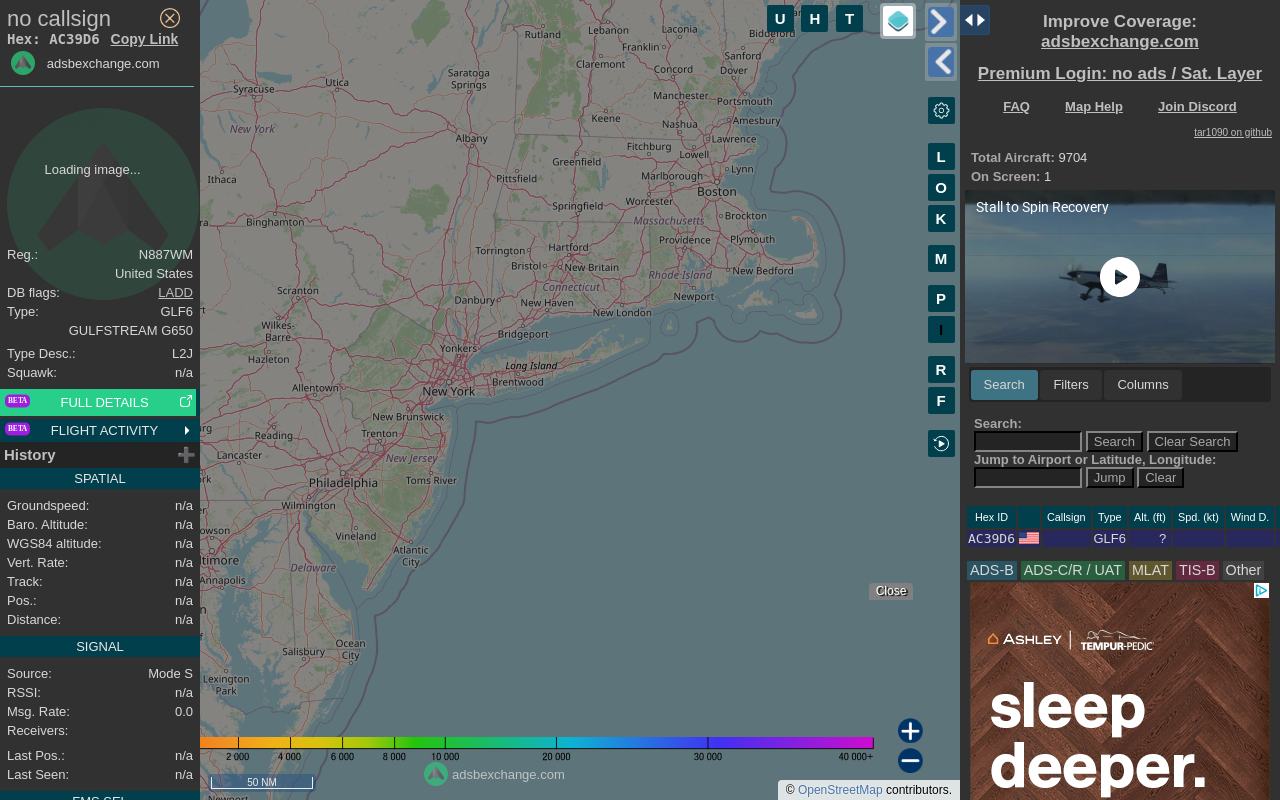 no callsign
Hex: AC39D6 Copy Link
adsbexchange.com
Loading image...
Reg.: N887WM
United States
DB flags: LADD
Type: GLF6
GULFSTREAM G650
Type Desc.: L2J
Squawk: n/a
BETA FULL DETAILS
BETA FLIGHT ACTIVITY
History
SPATIAL
Groundspeed: n/a
Baro. Altitude: n/a
WGS84 altitude: n/a
Vert. Rate: n/a
Track: n/a
Pos.: n/a
Distance: n/a
SIGNAL
Source: Mode S
RSSI: n/a
Msg. Rate: 0.0
Receivers:
Last Pos.: n/a
Last Seen: n/a
FMS SEL
U H T
L
O
K
M
P
I
R
F
Rutland
Lebanon
Laconia
Biddeford
Franklin
Claremont
Sanford
Dover
Concord
Saratoga
Springs
Utica
Syracuse
Manchester
Portsmouth
Keene
Nashua
Amesbury
New York
Albany
Lawrence
Fitchburg
Lowell
Greenfield
Lynn
Ithaca
Pittsfield
Marlborough
Boston
Worcester
Springfield
Binghamton
Massachusetts
Brockton
Providence
Plymouth
Torrington
Hartford
Bristol
New Britain
New Bedford
Rhode Island
Connecticut
Newport
Scranton
Danbury
New Haven
New London
Wilkes-
Barre
Bridgeport
Yonkers
Hazleton
Long Island
Brentwood
Allentown
New York
New Brunswick
Reading
Trenton
Lancaster
New Jersey
Philadelphia
Toms River
Wilmington
Vineland
Atlantic
City
Annapolis
Delaware
Ocean
City
Salisbury
Lexington
Park
Close
2 000 4 000 6 000 8 000 10 000 20 000 30 000 40 000+
adsbexchange.com
50 NM
© OpenStreetMap contributors.
Improve Coverage:
adsbexchange.com
Premium Login: no ads / Sat. Layer
FAQ Map Help Join Discord
tar1090 on github
Total Aircraft: 9704
On Screen: 1
Stall to Spin Recovery
Search Filters Columns
Search:
Search Clear Search
Jump to Airport or Latitude, Longitude:
Jump Clear
Hex ID Callsign Type Alt. (ft) Spd. (kt) Wind D.
AC39D6 GLF6 ?
ADS-B ADS-C/R / UAT MLAT TIS-B Other
ASHLEY TEMPUR-PEDIC
sleep
deeper.